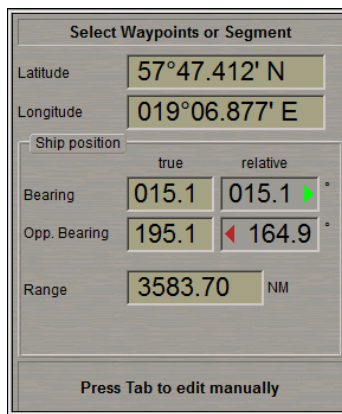 Select Waypoints or Segment
Latitude 57°47.412' N
Longitude 019°06.877' E
Ship position
true relative
Bearing 015.1 015.1 °
Opp. Bearing 195.1 164.9 °
Range 3583.70 NM
Press Tab to edit manually